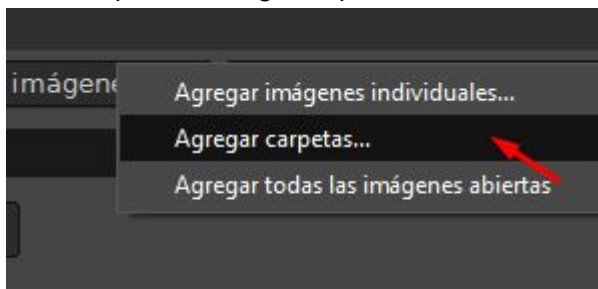 imágene
Agregar imágenes individuales...
Agregar carpetas...
Agregar todas las imágenes abiertas